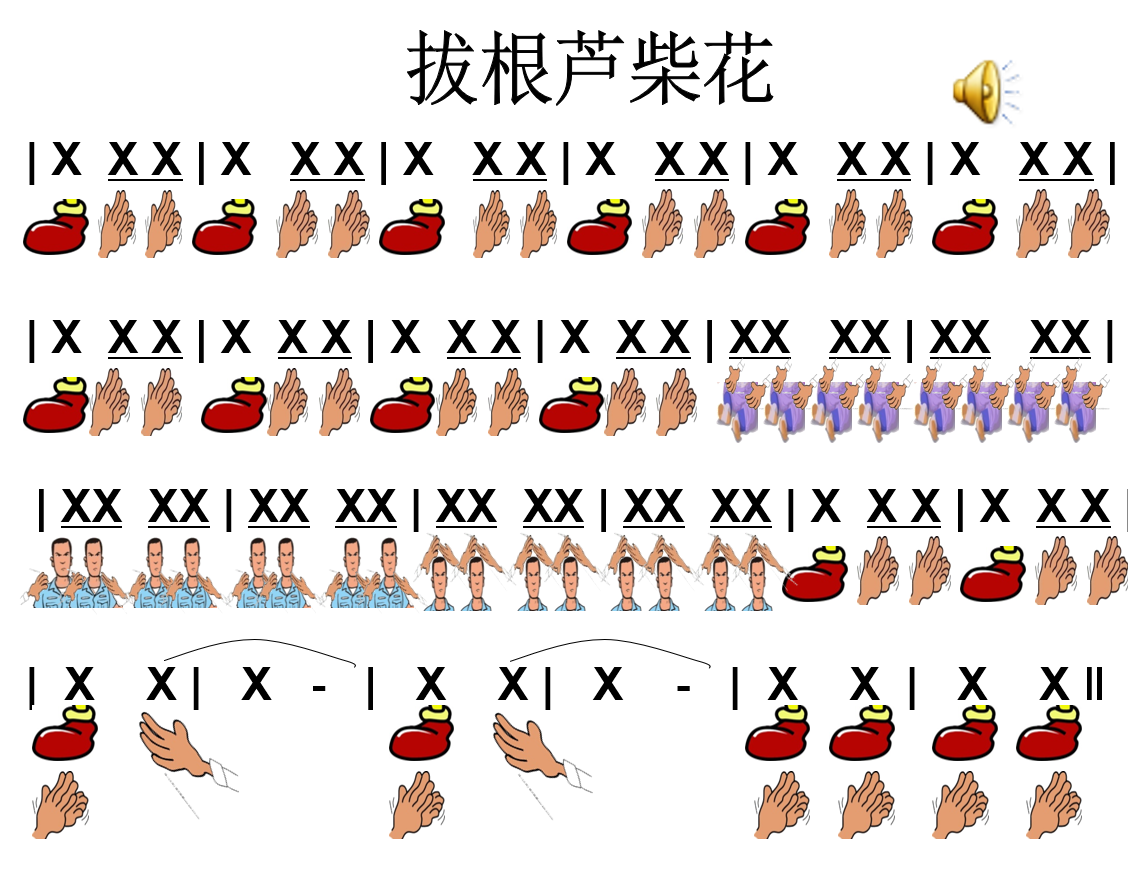 拔根芦柴花
| X X X | X X X | X X X | X X X | X X X | X X X |
| X X X | X X X | X X X | X X X | XX XX | XX XX |
| XX XX | XX XX | XX XX | XX XX | X X X | X X X |
| X X | X - | X X | X - | X X | X X ||